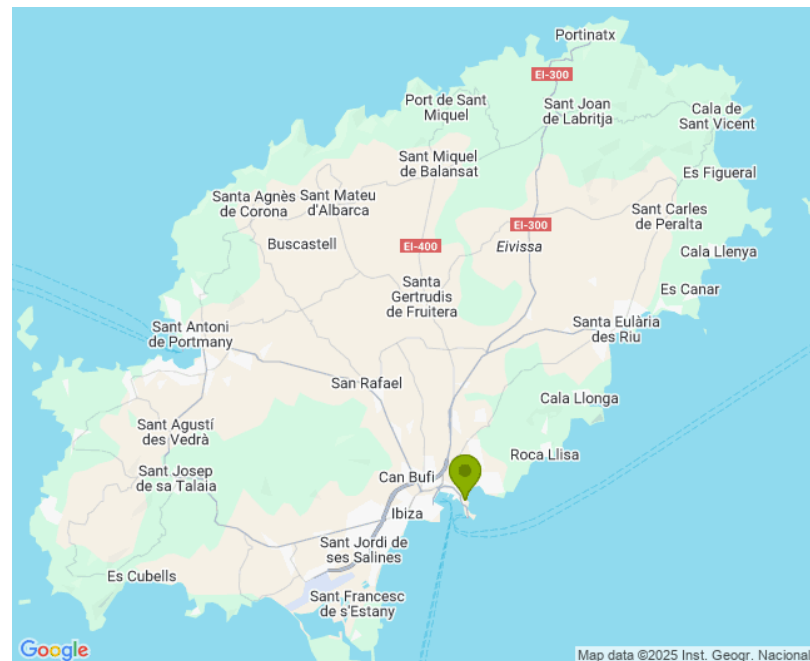 Portinatx
EI-300
Port de Sant
Miquel
Sant Joan
de Labritja
Cala de
Sant Vicent
Sant Miquel
de Balansat
Es Figueral
Santa Agnès
de Corona
Sant Mateu
d'Albarca
Sant Carles
de Peralta
EI-300
Buscastell
EI-400
Eivissa
Cala Llenya
Santa
Gertrudis
de Fruitera
Es Canar
Sant Antoni
de Portmany
Santa Eulària
des Riu
San Rafael
Cala Llonga
Sant Agustí
des Vedrà
Roca Llisa
Sant Josep
de sa Talaia
Can Bufi
Ibiza
Sant Jordi de
ses Salines
Es Cubells
Sant Francesc
de s'Estany
Google
Map data ©2025 Inst. Geogr. Nacional